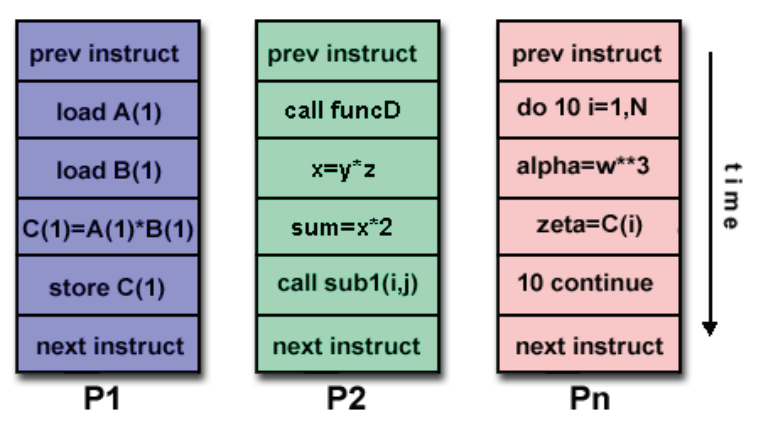 prev instruct
load A(1)
load B(1)
C(1)=A(1)*B(1)
store C(1)
next instruct
P1
prev instruct
call funcD
x=y*z
sum=x*2
call sub1(i,j)
next instruct
P2
prev instruct
do 10 i=1,N
alpha=w**3
zeta=C(i)
10 continue
next instruct
Pn
time